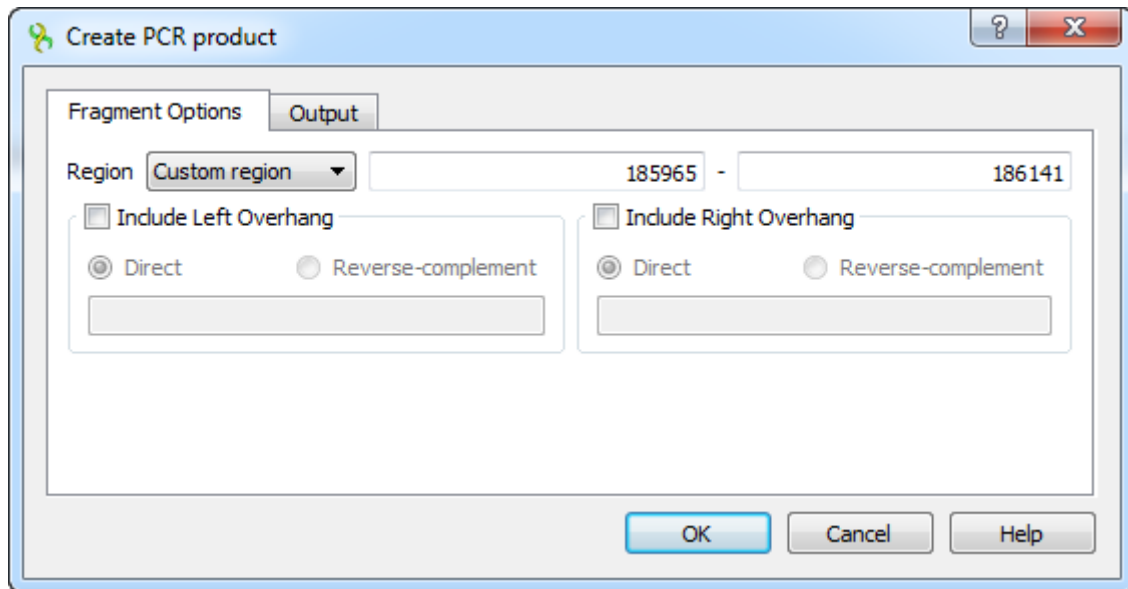 Create PCR product
Fragment Options Output
Region Custom region 185965 - 186141
Include Left Overhang Include Right Overhang
Direct Reverse-complement Direct Reverse-complement
OK Cancel Help